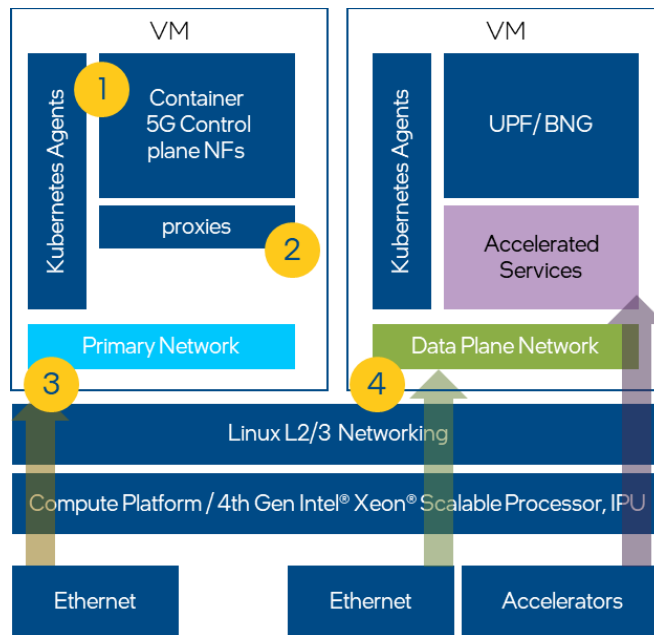 VM
Kubernetes Agents
1
Container
5G Control
plane NFs
proxies
2
Primary Network
3
VM
Kubernetes Agents
UPF/BNG
Accelerated
Services
Data Plane Network
4
Linux L2/3 Networking
Compute Platform / 4th Gen Intel® Xeon® Scalable Processor, IPU
Ethernet
Ethernet
Accelerators